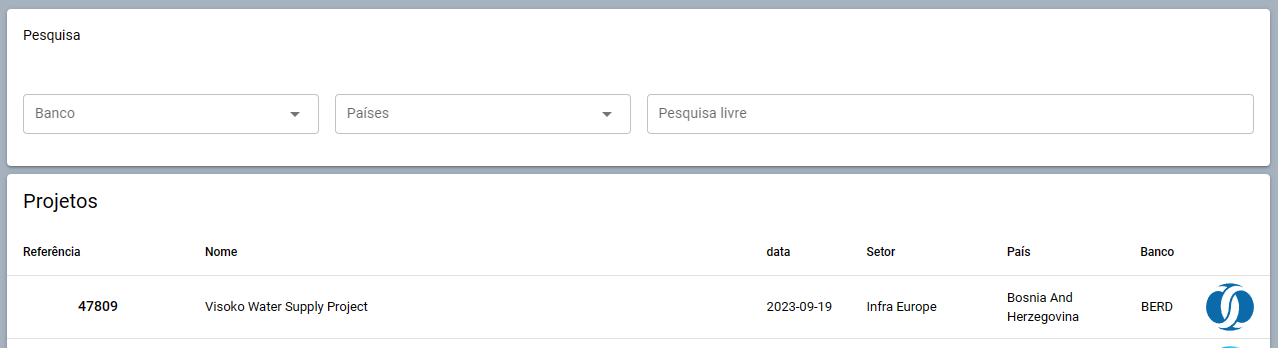 Pesquisa
Banco Países Pesquisa livre
Projetos
Referência Nome data Setor País Banco
47809 Visoko Water Supply Project 2023-09-19 Infra Europe Bosnia And Herzegovina BERD